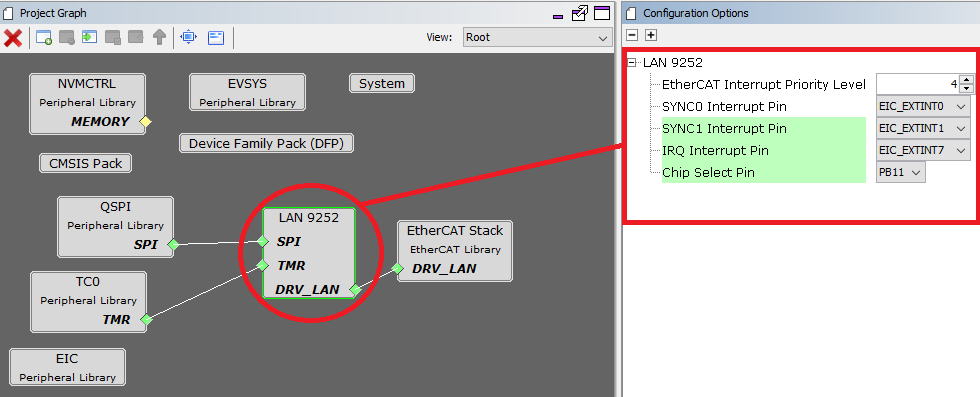 Project Graph
View: Root
NVMCTRL
Peripheral Library
MEMORY
EVSYS
Peripheral Library
System
Device Family Pack (DFP)
CMSIS Pack
QSPI
Peripheral Library
SPI
TC0
Peripheral Library
TMR
LAN 9252
SPI
TMR
DRV_LAN
EtherCAT Stack
EtherCAT Library
DRV_LAN
EIC
Peripheral Library
Configuration Options
LAN 9252
EtherCAT Interrupt Priority Level 4
SYNC0 Interrupt Pin EIC_EXTINT0
SYNC1 Interrupt Pin EIC_EXTINT1
IRQ Interrupt Pin EIC_EXTINT7
Chip Select Pin PB11